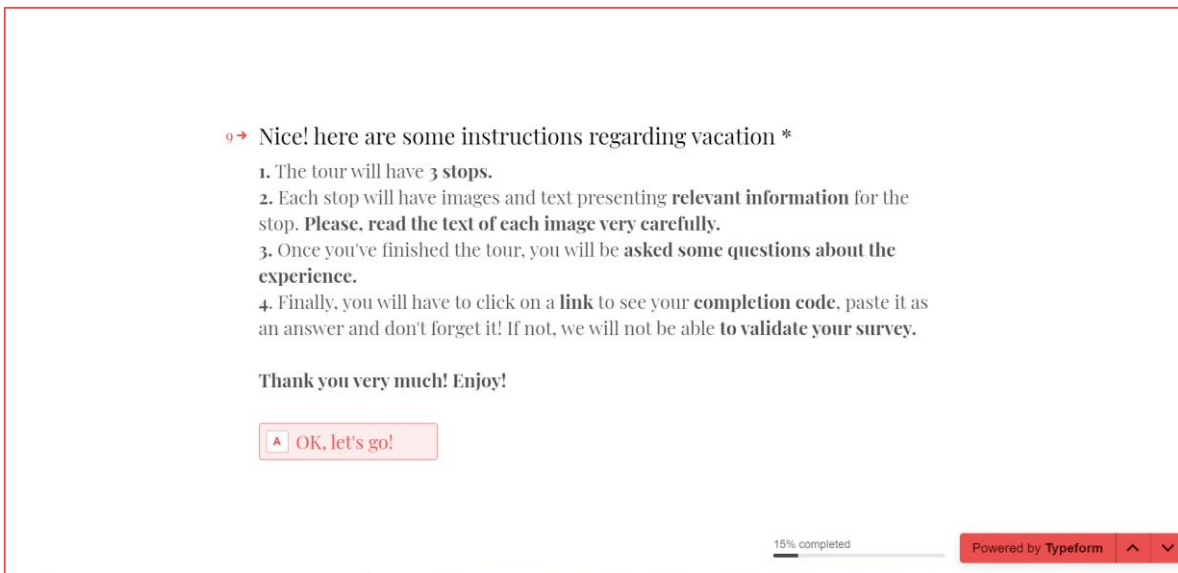 9→ Nice! here are some instructions regarding vacation *
1. The tour will have 3 stops.
2. Each stop will have images and text presenting relevant information for the
stop. Please, read the text of each image very carefully.
3. Once you've finished the tour, you will be asked some questions about the
experience.
4. Finally, you will have to click on a link to see your completion code, paste it as
an answer and don't forget it! If not, we will not be able to validate your survey.
Thank you very much! Enjoy!
A OK, let's go!
15% completed
Powered by Typeform